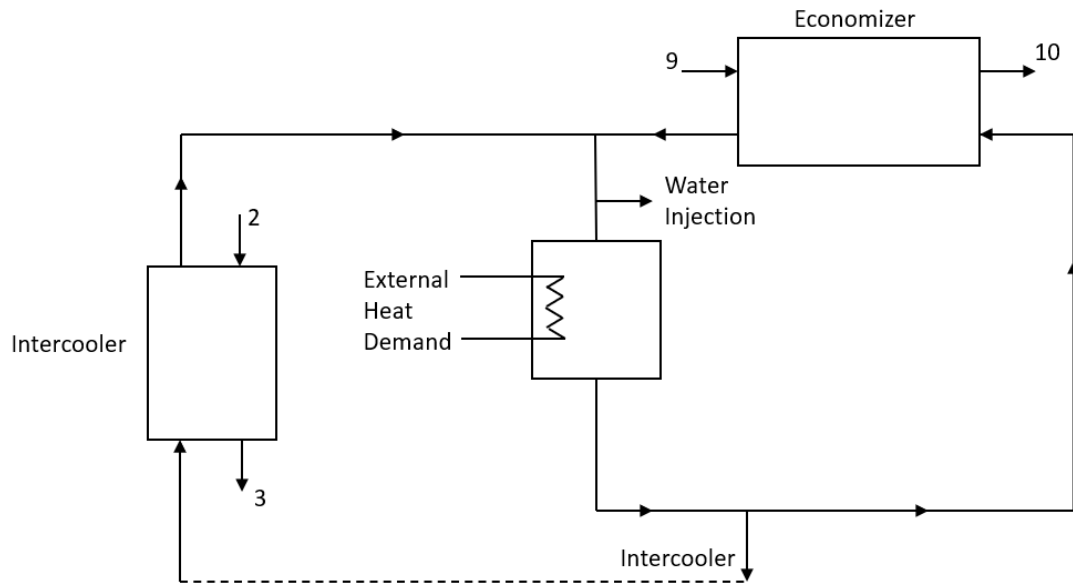 Economizer
9
10
Water
Injection
2
External
Heat
Demand
Intercooler
3
Intercooler